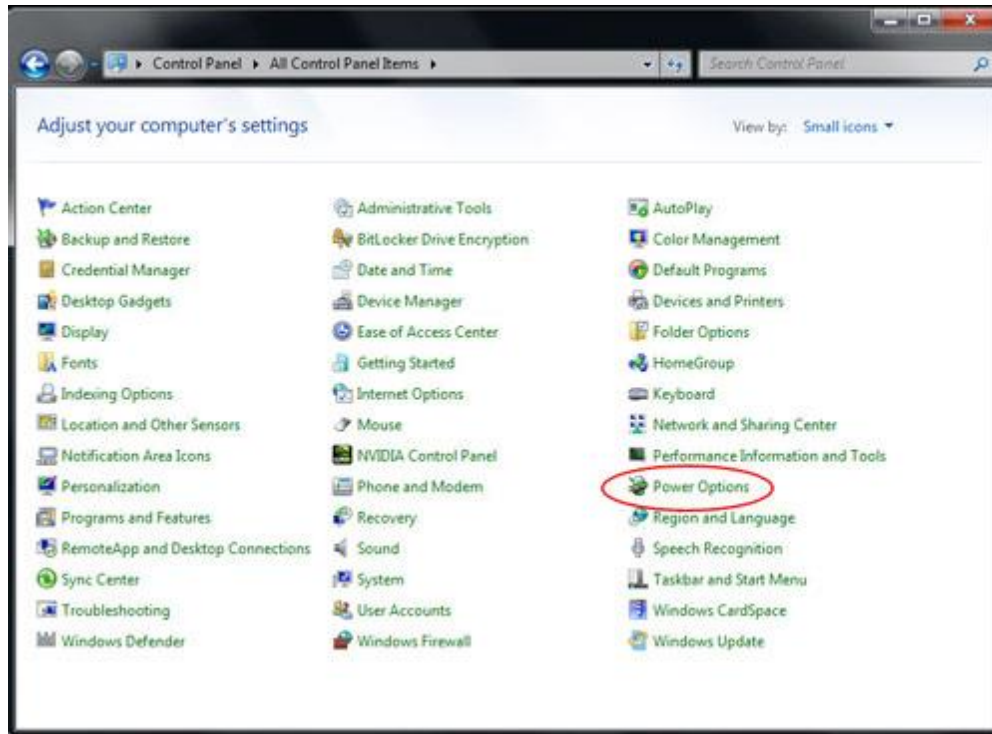 Control Panel ▸ All Control Panel Items ▸ Search Control Panel
Adjust your computer's settings
View by: Small icons
Action Center Administrative Tools AutoPlay
Backup and Restore BitLocker Drive Encryption Color Management
Credential Manager Date and Time Default Programs
Desktop Gadgets Device Manager Devices and Printers
Display Ease of Access Center Folder Options
Fonts Getting Started HomeGroup
Indexing Options Internet Options Keyboard
Location and Other Sensors Mouse Network and Sharing Center
Notification Area Icons NVIDIA Control Panel Performance Information and Tools
Personalization Phone and Modem Power Options
Programs and Features Recovery Region and Language
RemoteApp and Desktop Connections Sound Speech Recognition
Sync Center System Taskbar and Start Menu
Troubleshooting User Accounts Windows CardSpace
Windows Defender Windows Firewall Windows Update